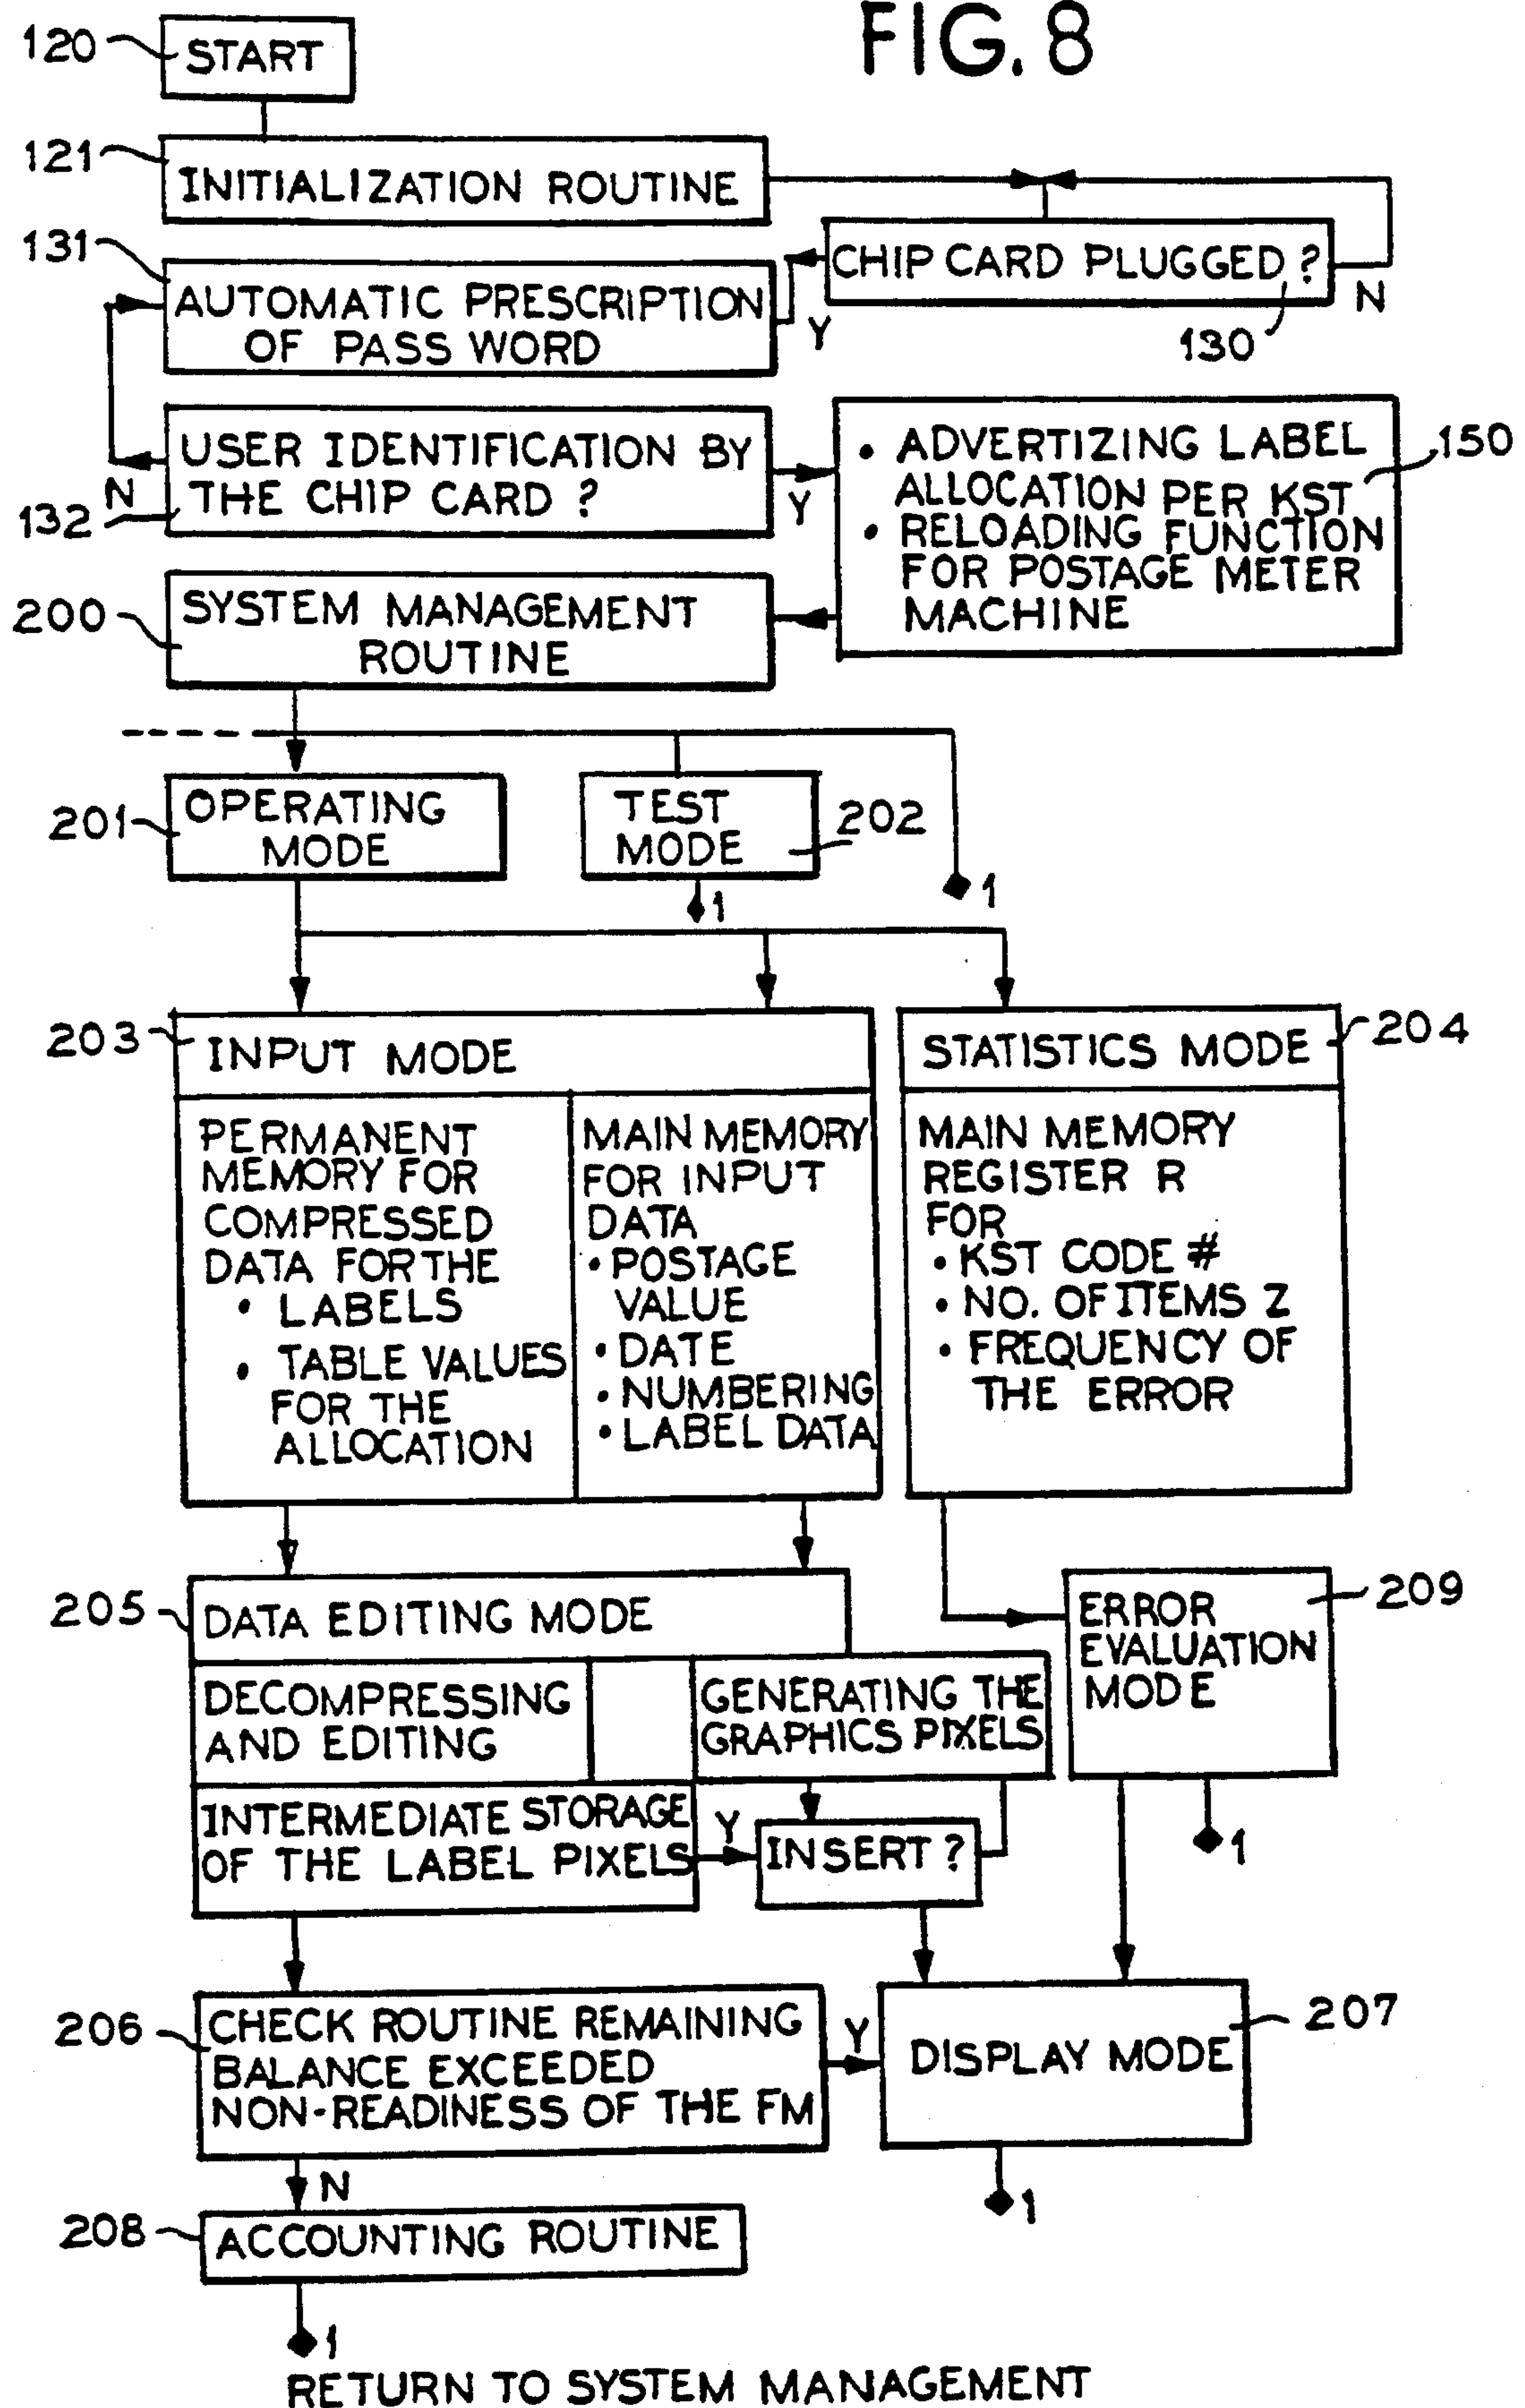 FIG. 8
120
START
121
INITIALIZATION ROUTINE
131
CHIP CARD PLUGGED ?
N
130
AUTOMATIC PRESCRIPTION
OF PASS WORD
Y
USER IDENTIFICATION BY
THE CHIP CARD ?
N
132
Y
• ADVERTIZING LABEL
ALLOCATION PER KST
• RELOADING FUNCTION
FOR POSTAGE METER
MACHINE
150
200
SYSTEM MANAGEMENT
ROUTINE
201
OPERATING
MODE
TEST
MODE
202
1
1
203
INPUT MODE
PERMANENT
MEMORY FOR
COMPRESSED
DATA FOR THE
• LABELS
• TABLE VALUES
FOR THE
ALLOCATION
MAIN MEMORY
FOR INPUT
DATA
• POSTAGE
VALUE
• DATE
• NUMBERING
• LABEL DATA
STATISTICS MODE
204
MAIN MEMORY
REGISTER R
FOR
• KST CODE #
• NO. OF ITEMS Z
• FREQUENCY OF
THE ERROR
205
DATA EDITING MODE
DECOMPRESSING
AND EDITING
GENERATING THE
GRAPHICS PIXELS
ERROR
EVALUATION
MODE
209
INTERMEDIATE STORAGE
OF THE LABEL PIXELS
Y
INSERT ?
1
206
CHECK ROUTINE REMAINING
BALANCE EXCEEDED
NON-READINESS OF THE FM
Y
DISPLAY MODE
207
N
1
208
ACCOUNTING ROUTINE
1
RETURN TO SYSTEM MANAGEMENT